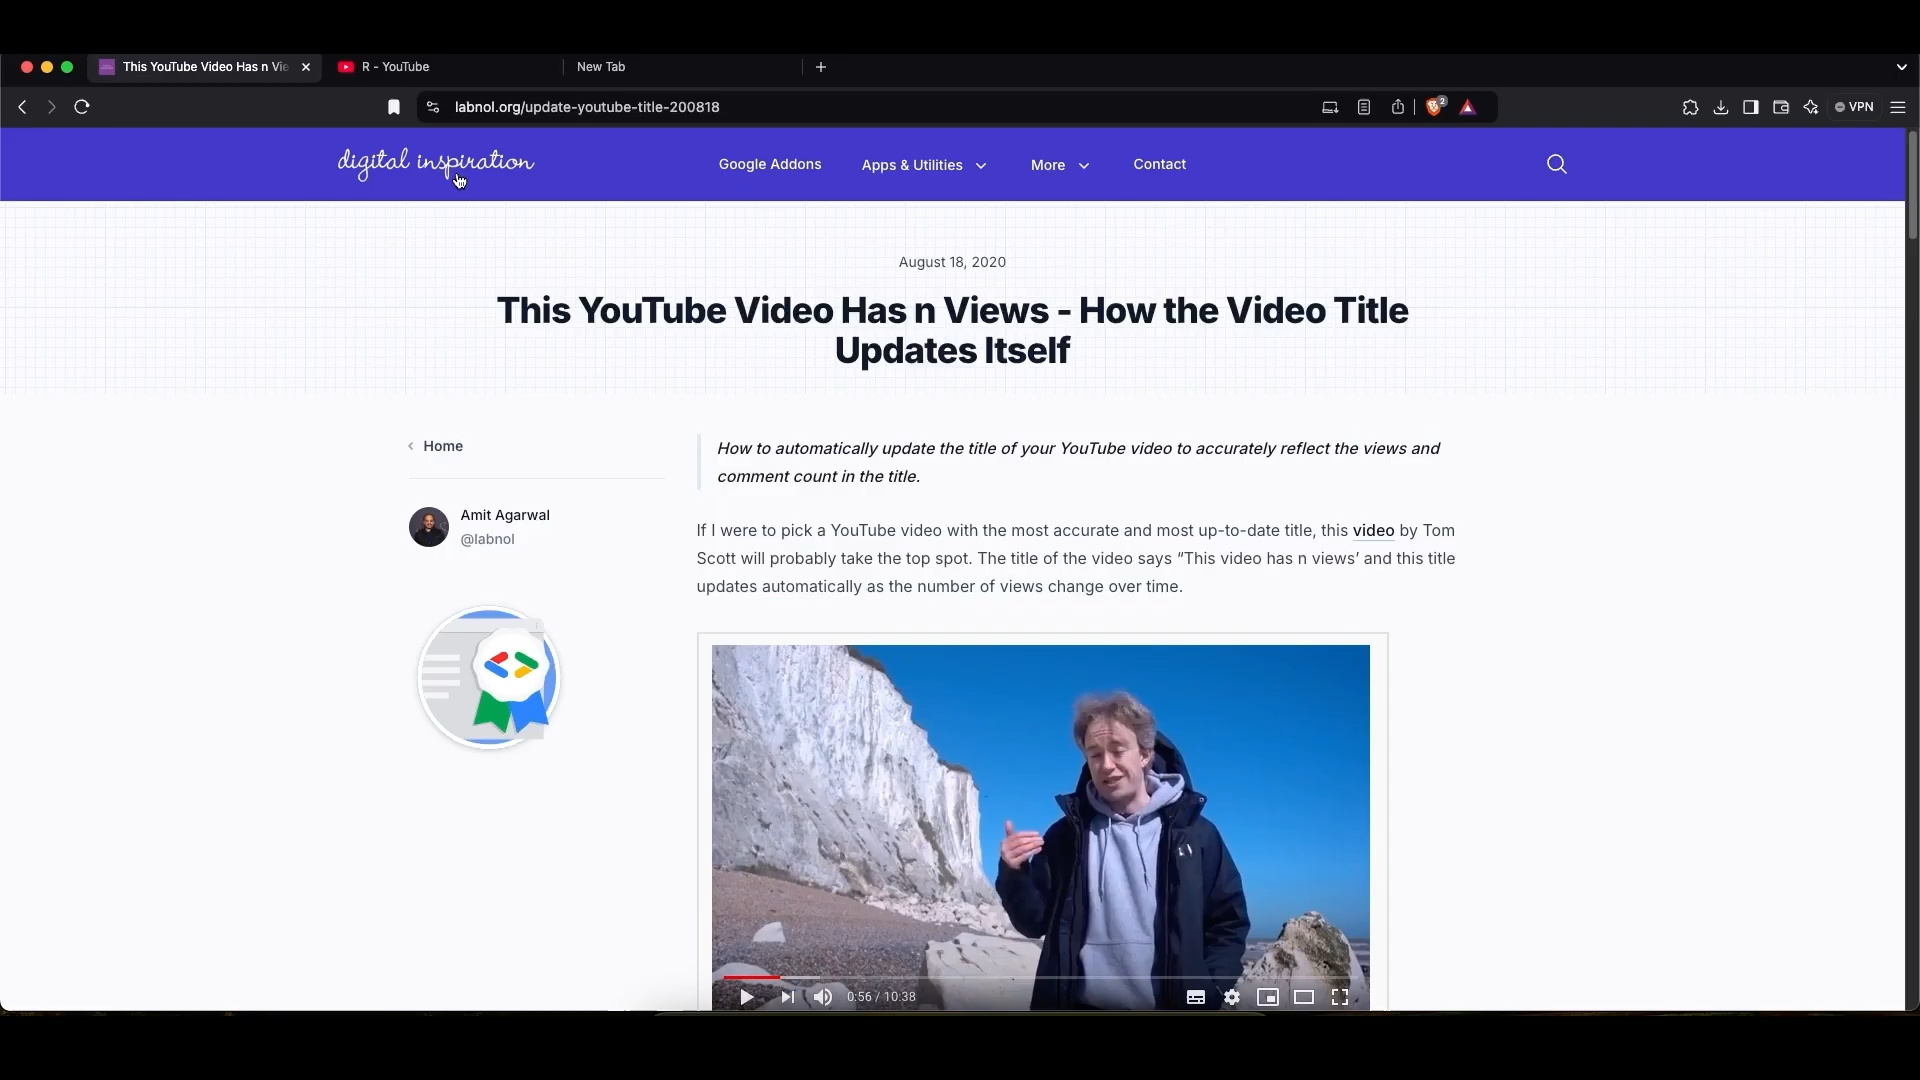 This YouTube Video Has n Vie
R - YouTube
New Tab
labnol.org/update-youtube-title-200818
2
VPN
digital inspiration
Google Addons
Apps & Utilities
More
Contact
August 18, 2020
This YouTube Video Has n Views - How the Video Title
Updates Itself
Home
Amit Agarwal
@labnol
How to automatically update the title of your YouTube video to accurately reflect the views and
comment count in the title.
If I were to pick a YouTube video with the most accurate and most up-to-date title, this video by Tom
Scott will probably take the top spot. The title of the video says “This video has n views’ and this title
updates automatically as the number of views change over time.
0:56 / 10:38